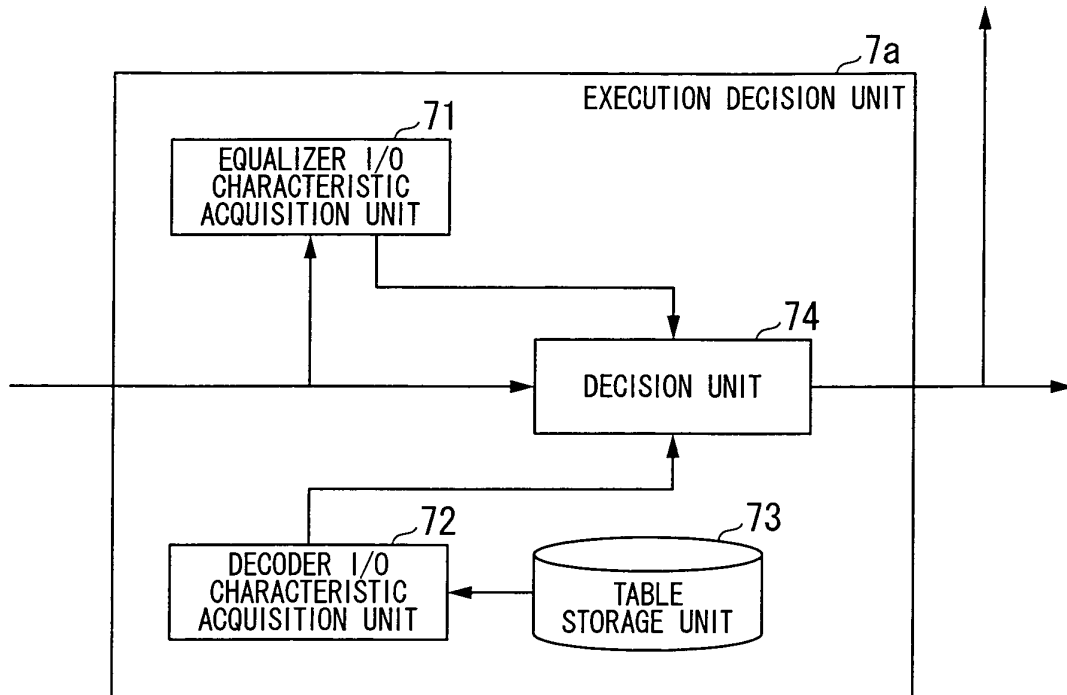 7a
EXECUTION DECISION UNIT
71
EQUALIZER I/O
CHARACTERISTIC
ACQUISITION UNIT
74
DECISION UNIT
72
DECODER I/O
CHARACTERISTIC
ACQUISITION UNIT
73
TABLE
STORAGE UNIT